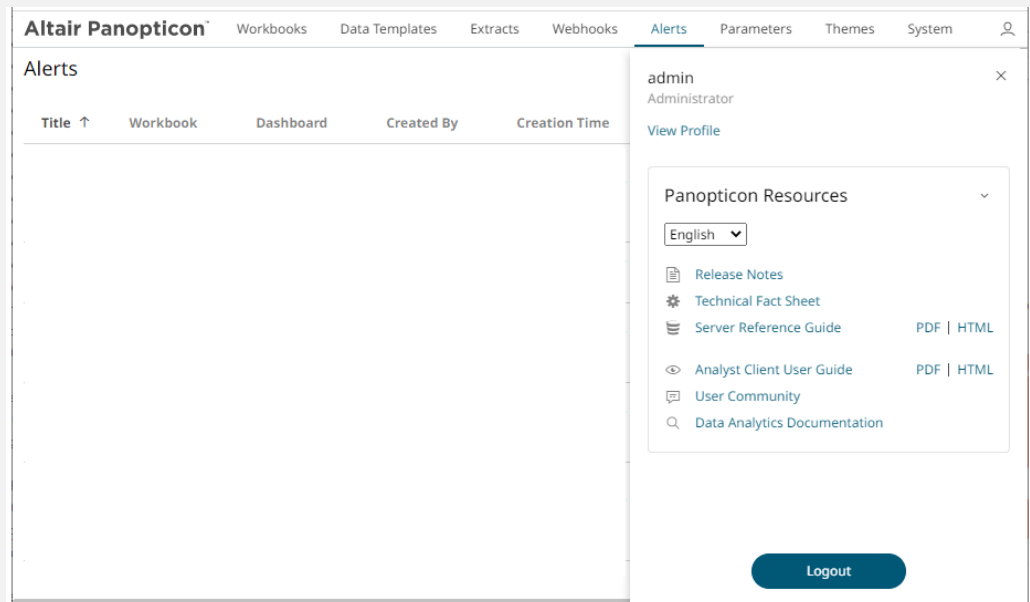 Altair Panopticon™ Workbooks Data Templates Extracts Webhooks Alerts Parameters Themes System
Alerts
Title ↑ Workbook Dashboard Created By Creation Time
admin
Administrator
View Profile
Panopticon Resources
English
Release Notes
Technical Fact Sheet
Server Reference Guide PDF | HTML
Analyst Client User Guide PDF | HTML
User Community
Data Analytics Documentation
Logout